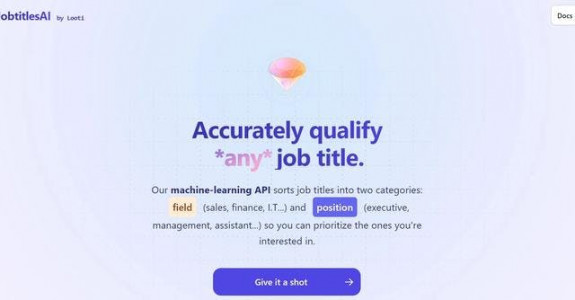 obtitlesAI by Looti
Docs
Accurately qualify
*any* job title.
Our machine-learning API sorts job titles into two categories:
field (sales, finance, I.T...) and position (executive,
management, assistant...) so you can prioritize the ones you're
interested in.
Give it a shot →